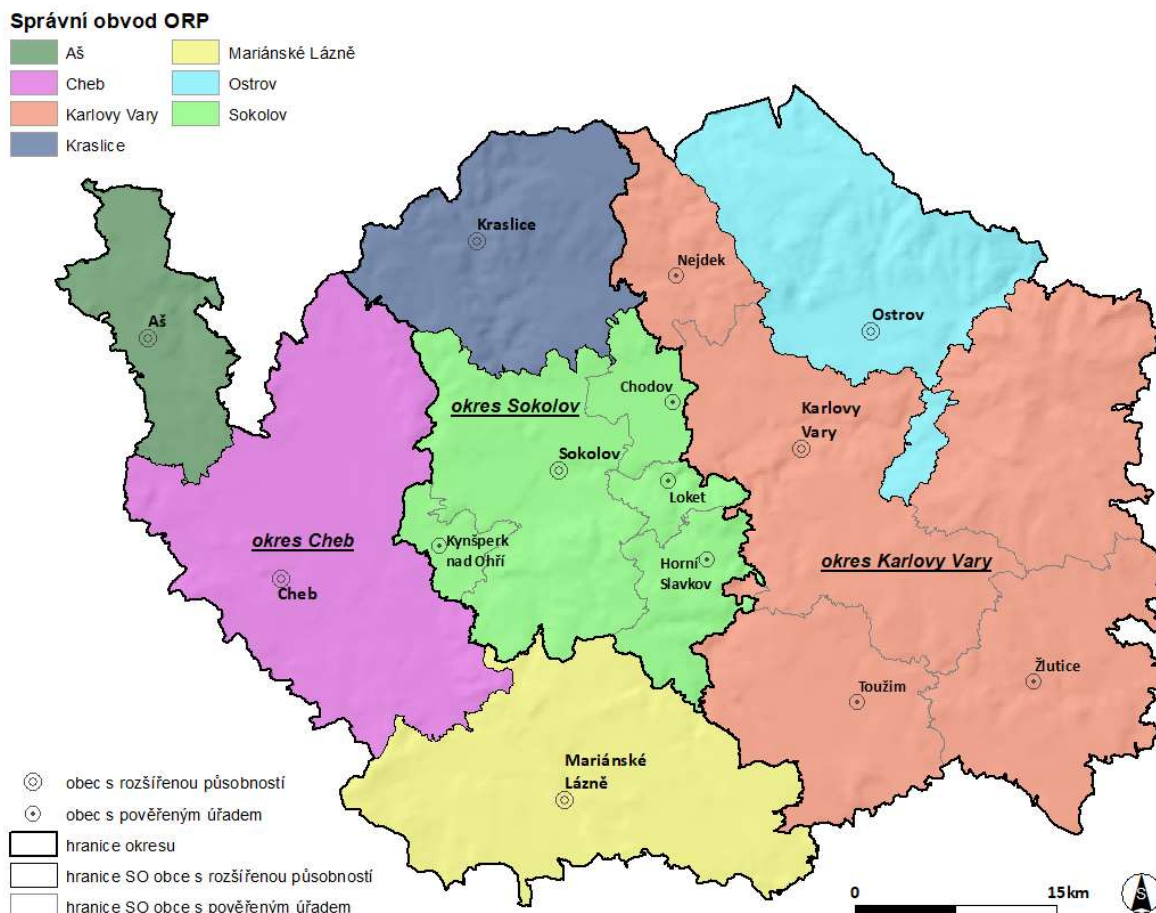 Správní obvod ORP
Aš
Cheb
Karlovy Vary
Kraslice
Mariánské Lázně
Ostrov
Sokolov
Kraslice
Nejdek
Aš
Ostrov
Chodov
okres Sokolov
Karlovy
Vary
Sokolov
Loket
okres Cheb
Kynšperk
nad Ohří
Horní
Slavkov
okres Karlovy Vary
Cheb
Toužim
Žlutice
Mariánské
Lázně
obec s rozšířenou působností
obec s pověřeným úřadem
hranice okresu
hranice SO obce s rozšířenou působností
hranice SO obce s pověřeným úřadem
0 15km
S